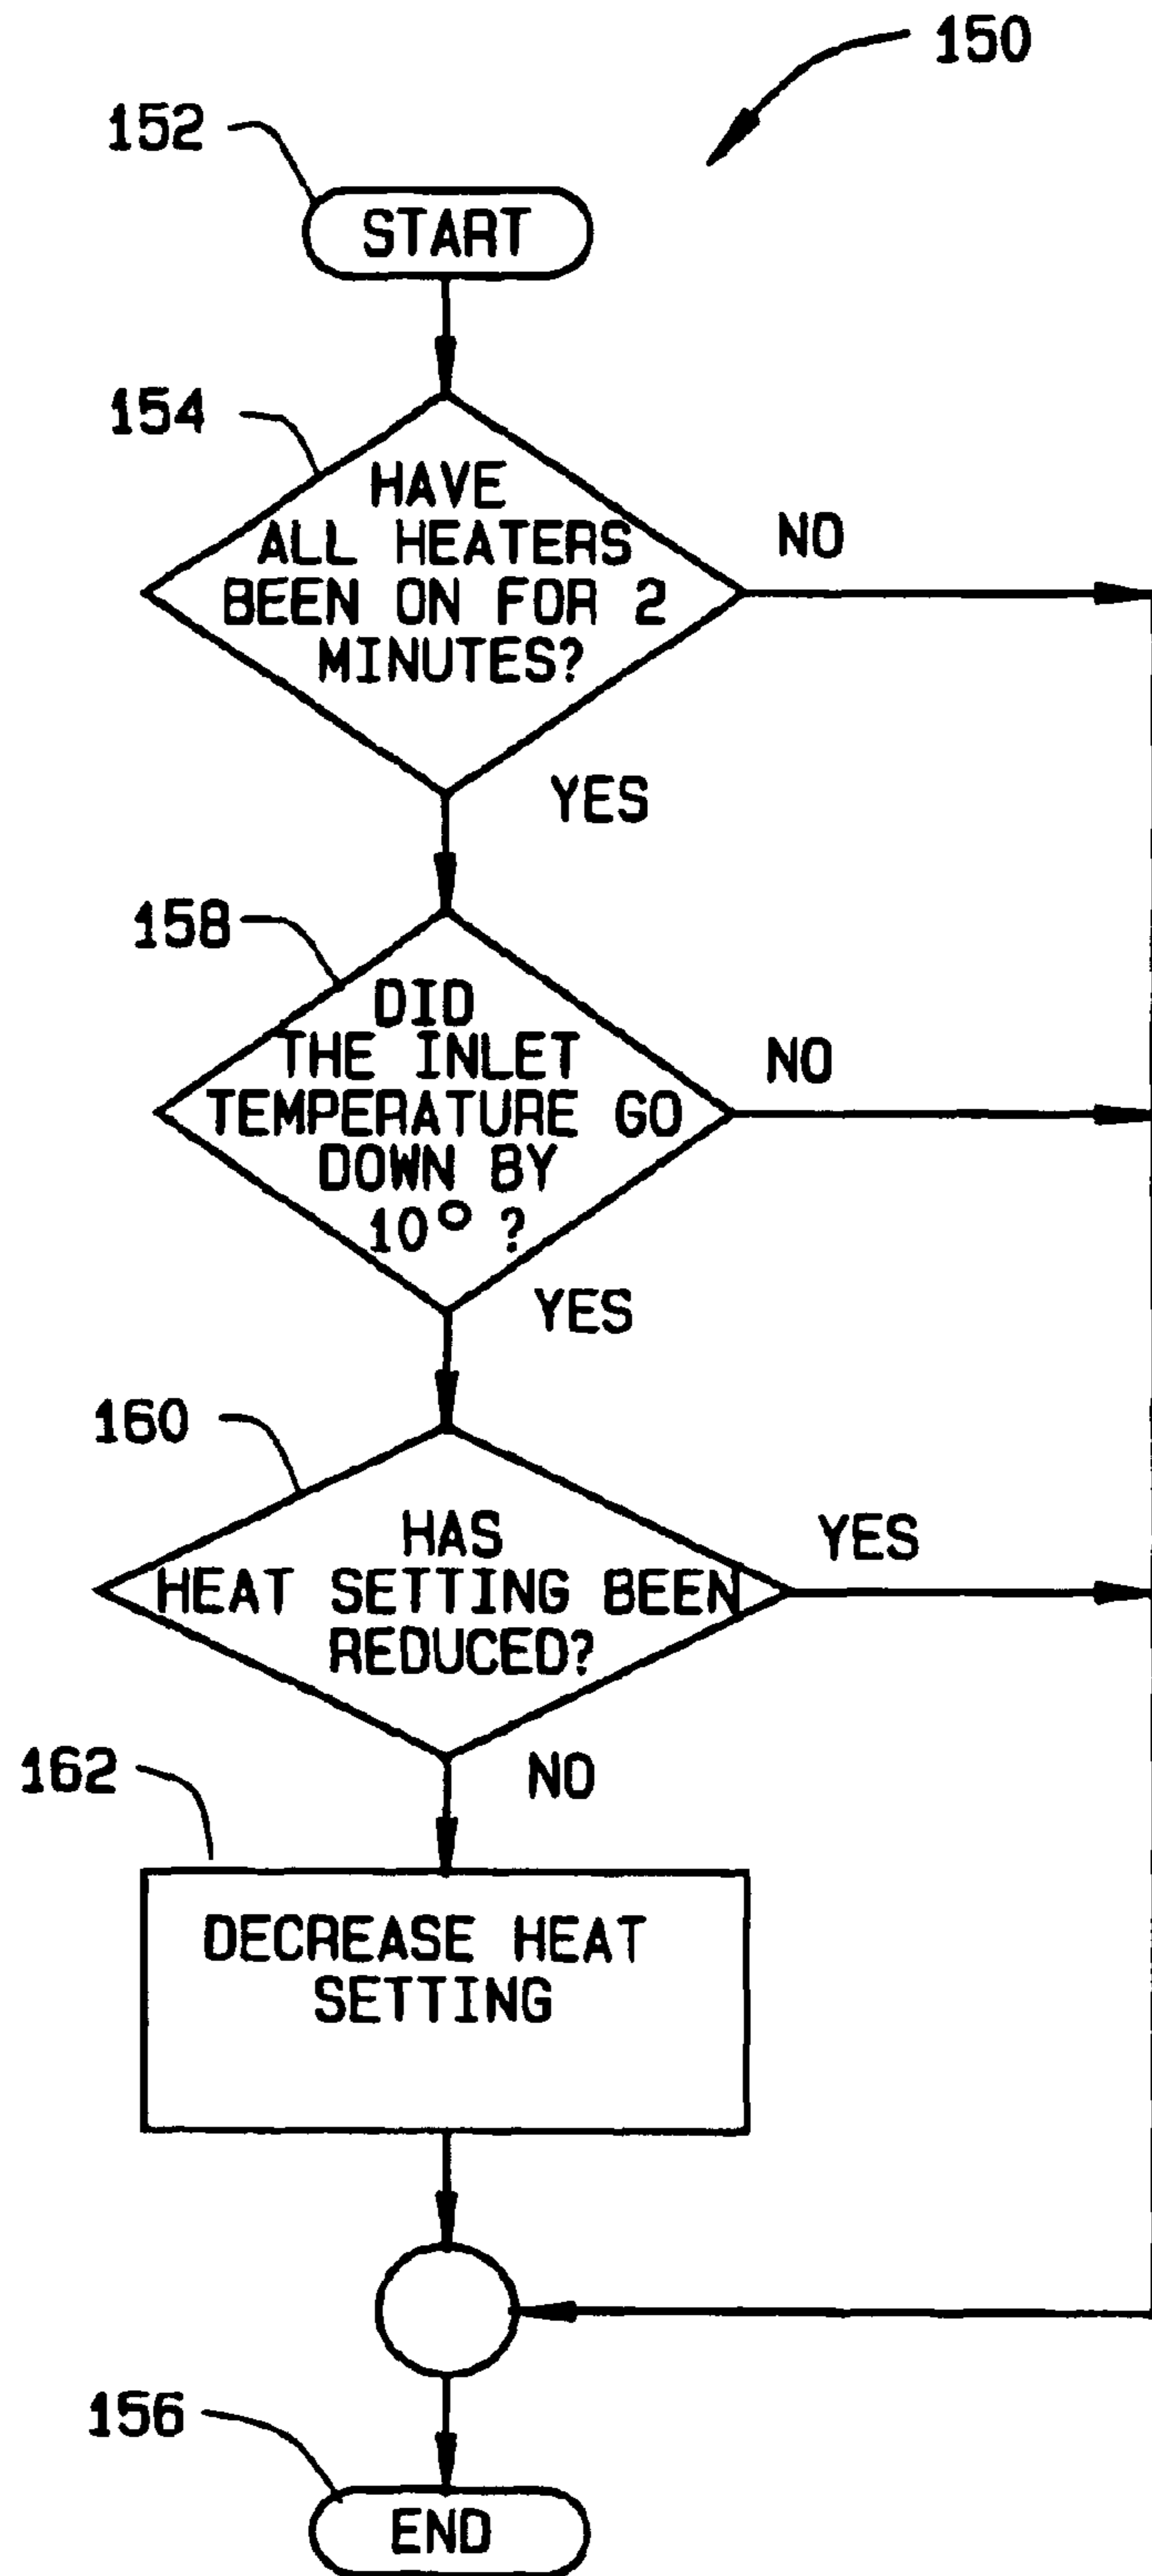 150
152
START
154
HAVE
ALL HEATERS
BEEN ON FOR 2
MINUTES?
NO
YES
158
DID
THE INLET
TEMPERATURE GO
DOWN BY
10° ?
NO
YES
160
HAS
HEAT SETTING BEEN
REDUCED?
YES
NO
162
DECREASE HEAT
SETTING
156
END